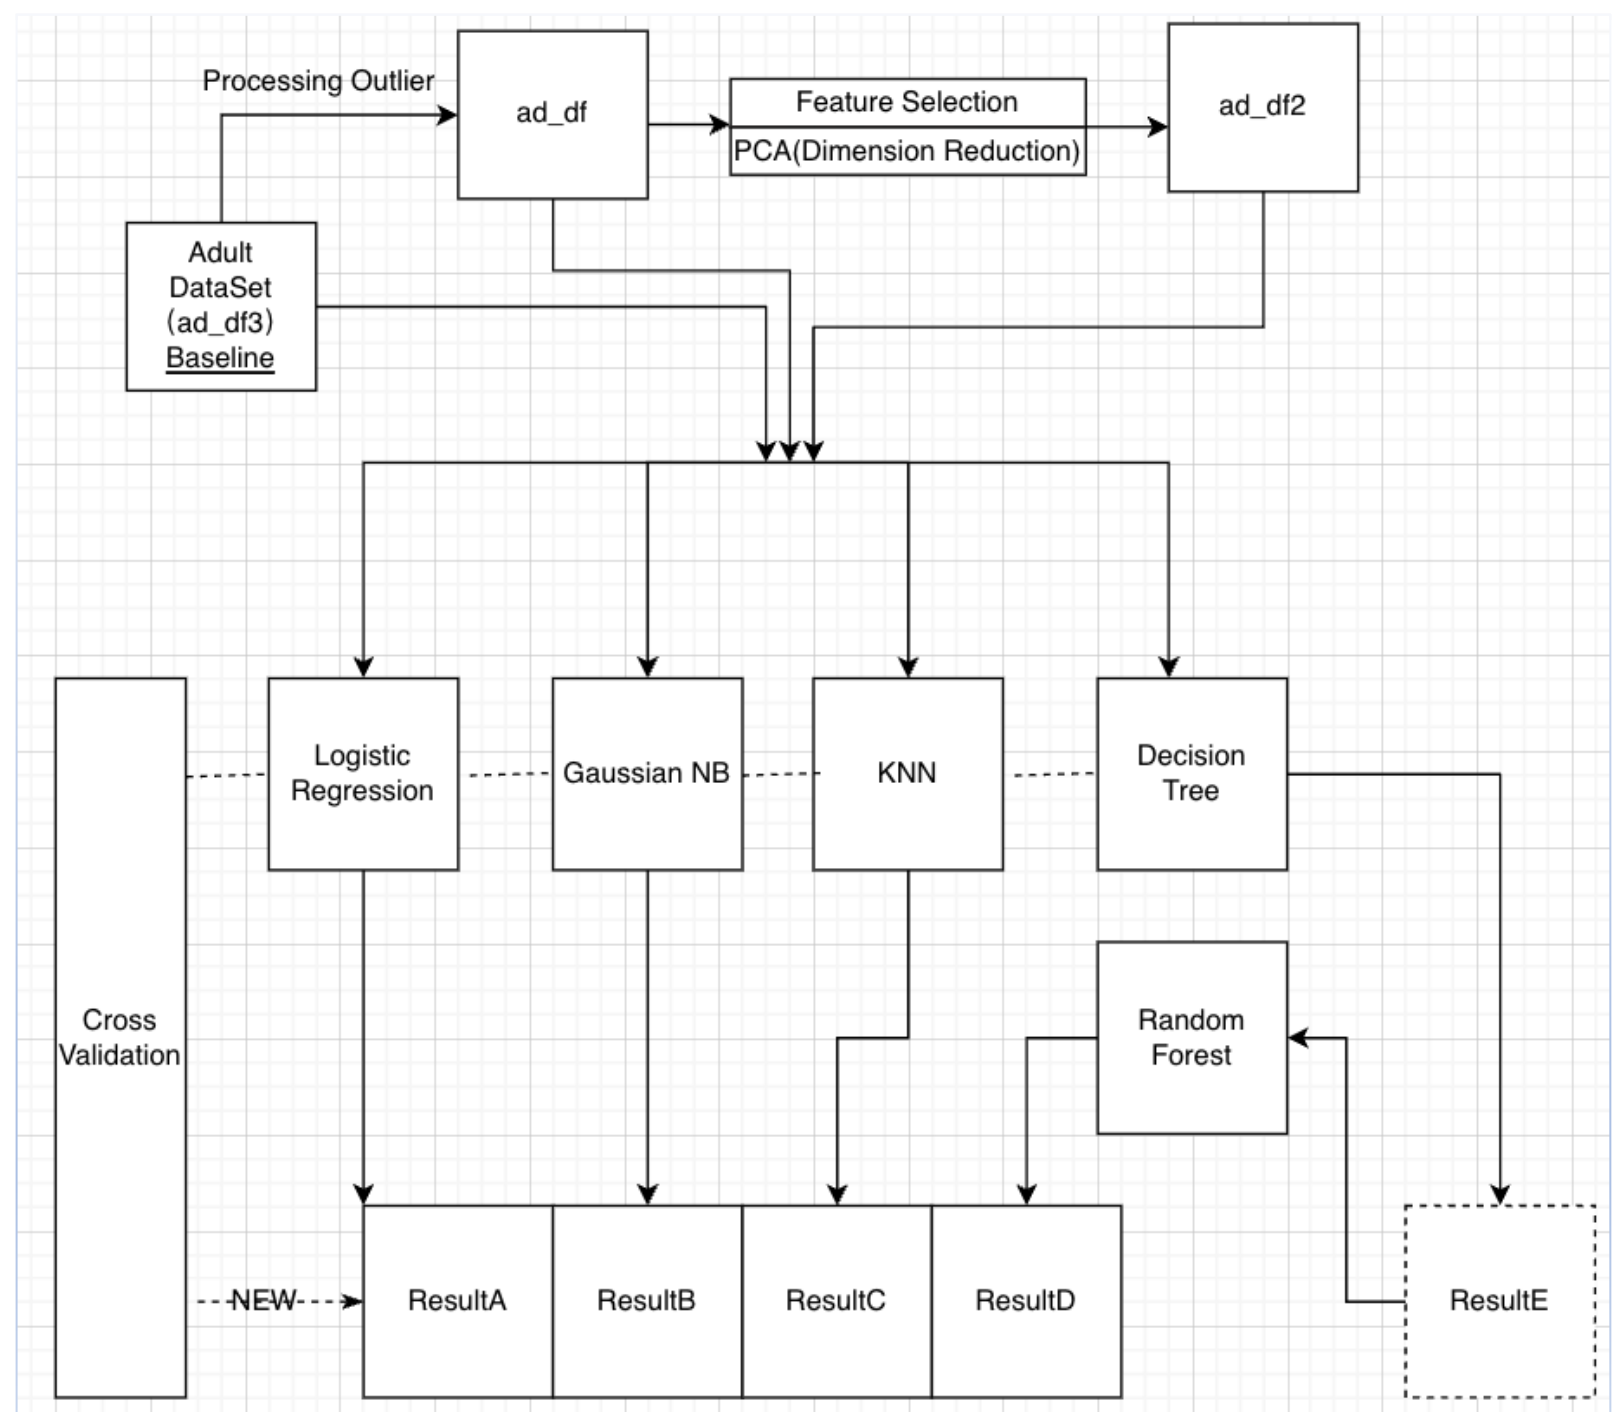 Processing Outlier
ad_df
Feature Selection
PCA(Dimension Reduction)
ad_df2
Adult
DataSet
(ad_df3)
Baseline
Logistic
Regression
Gaussian NB
KNN
Decision
Tree
Cross
Validation
Random
Forest
NEW
ResultA
ResultB
ResultC
ResultD
ResultE